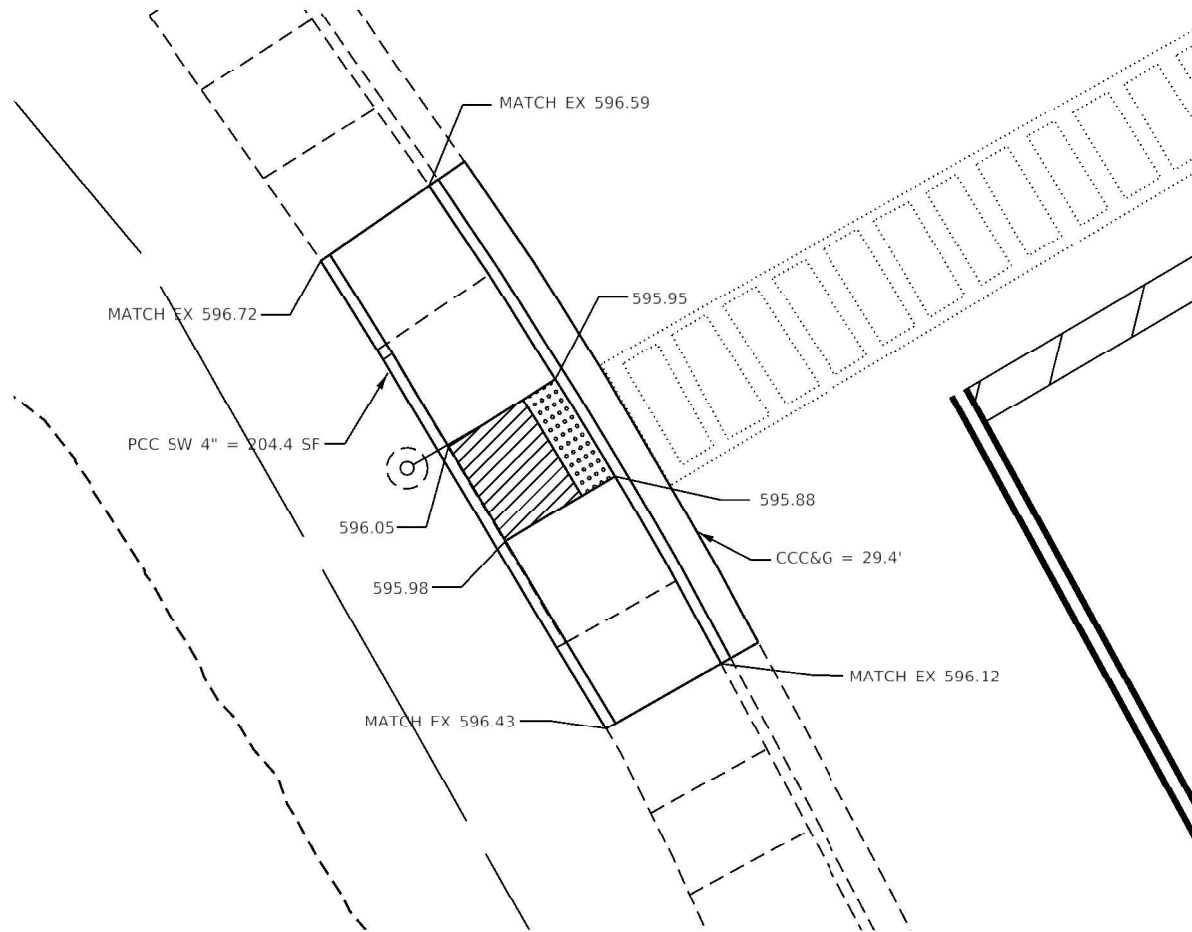 MATCH EX 596.59
595.95
MATCH EX 596.72
PCC SW 4" = 204.4 SF
595.88
596.05
CCC&G = 29.4'
595.98
MATCH EX 596.12
MATCH EX 596.43